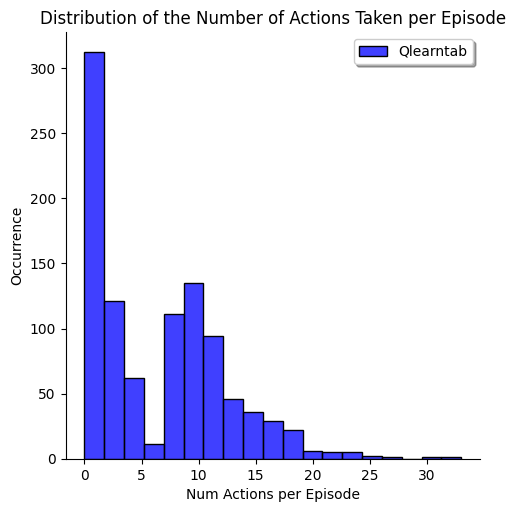 Distribution of the Number of Actions Taken per Episode
Qlearntab
300
250
200
150
100
50
0
Occurrence
0 5 10 15 20 25 30
Num Actions per Episode